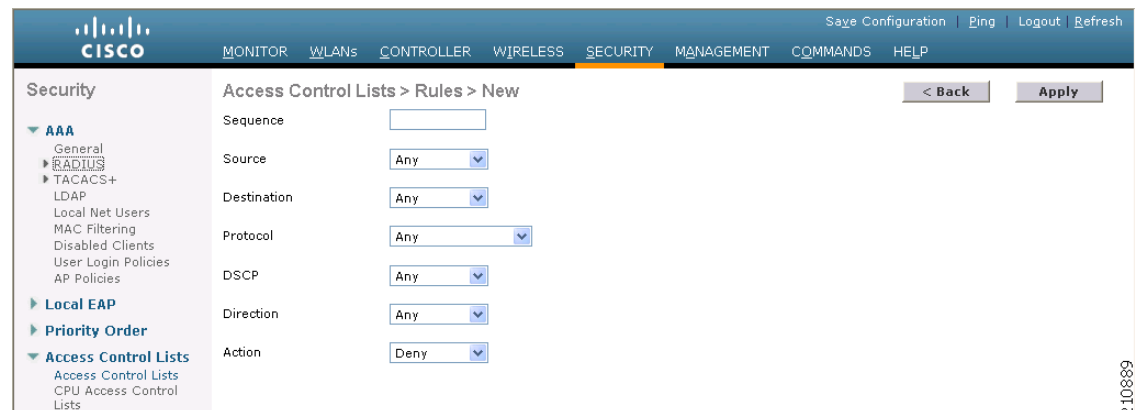 Save Configuration | Ping | Logout | Refresh
CISCO
MONITOR WLANs CONTROLLER WIRELESS SECURITY MANAGEMENT COMMANDS HELP
Security
AAA
General
RADIUS
TACACS+
LDAP
Local Net Users
MAC Filtering
Disabled Clients
User Login Policies
AP Policies
Local EAP
Priority Order
Access Control Lists
Access Control Lists
CPU Access Control
Lists
Access Control Lists > Rules > New
< Back Apply
Sequence
Source Any
Destination Any
Protocol Any
DSCP Any
Direction Any
Action Deny
210889